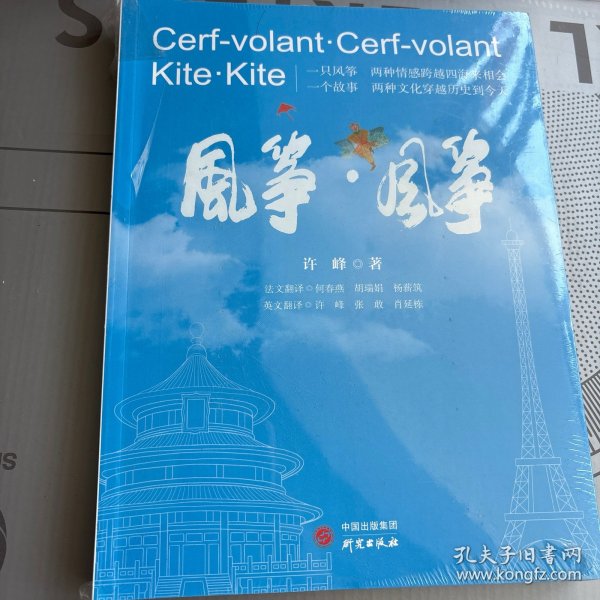 Cerf-volant·Cerf-volant
Kite·Kite
一只风筝 两种情感跨越四海来相会
一个故事 两种文化穿越历史到今天
風筝·风筝
许 峰◎著
法文翻译◎何春燕 胡瑞娟 杨薪筑
英文翻译◎许 峰 张 敢 肖延栋
中国出版集团
研究出版社
孔夫子旧书网
www.kongfz.com